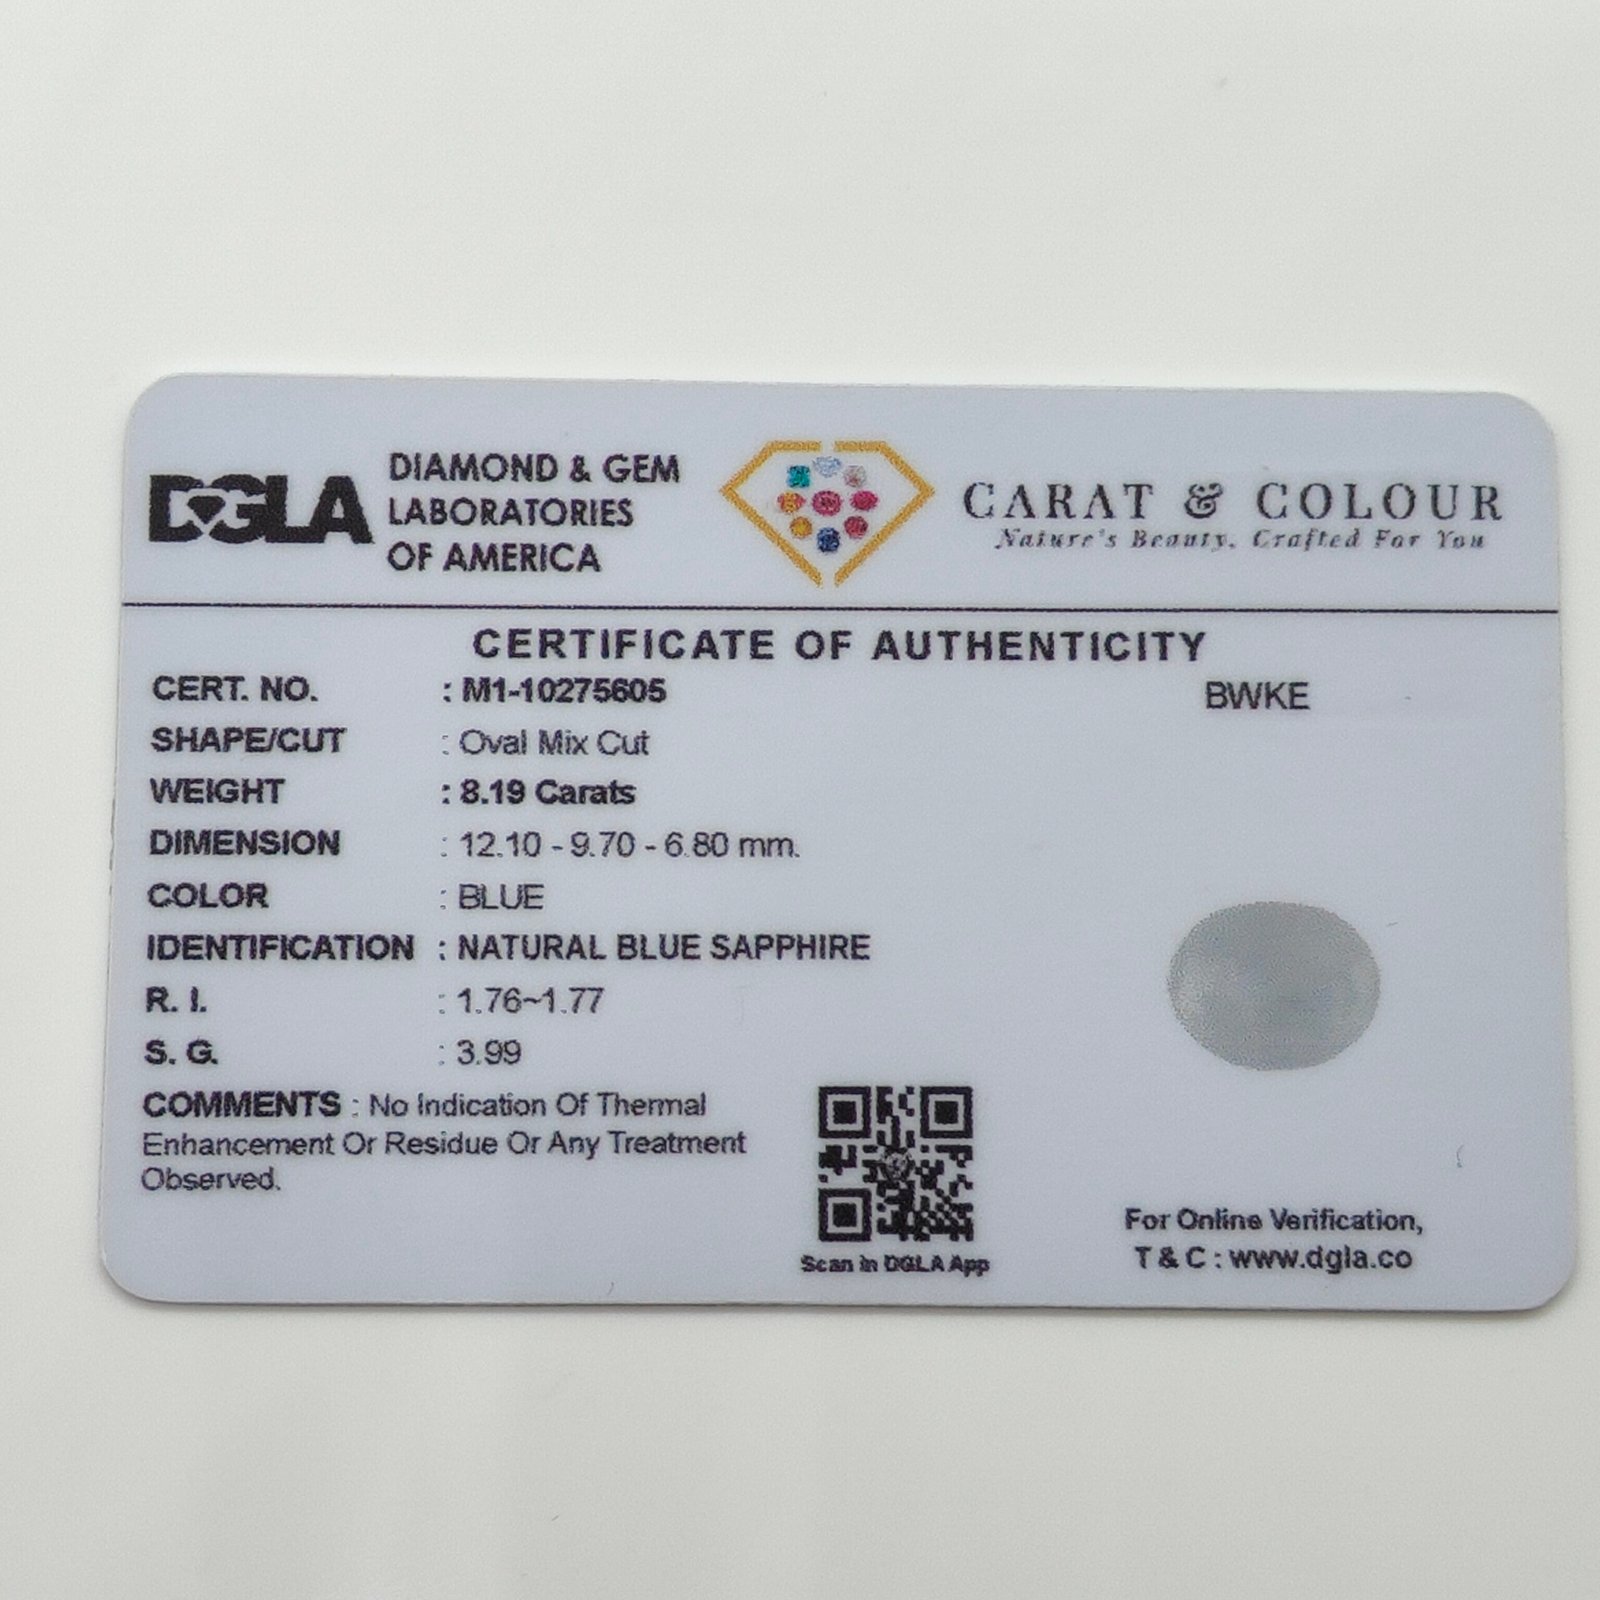 DGLA
DIAMOND & GEM
LABORATORIES
OF AMERICA
CARAT & COLOUR
Nature's Beauty, Crafted For You
CERTIFICATE OF AUTHENTICITY
CERT. NO. : M1-10275605
BWKE
SHAPE/CUT : Oval Mix Cut
WEIGHT : 8.19 Carats
DIMENSION : 12.10 - 9.70 - 6.80 mm.
COLOR : BLUE
IDENTIFICATION : NATURAL BLUE SAPPHIRE
R. I. : 1.76~1.77
S. G. : 3.99
COMMENTS : No Indication Of Thermal
Enhancement Or Residue Or Any Treatment
Observed.
Scan in DGLA App
For Online Verification,
T & C : www.dgla.co